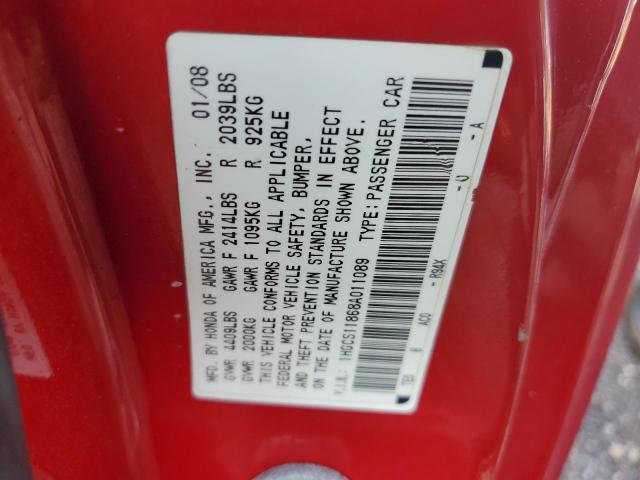 MFD. BY HONDA OF AMERICA MFG., INC. 01/08
GVWR 4409LBS GAWR F 2414LBS R 2039LBS
GVWR 2000KG GAWR F 1095KG R 925KG
THIS VEHICLE CONFORMS TO ALL APPLICABLE
FEDERAL MOTOR VEHICLE SAFETY, BUMPER,
AND THEFT PREVENTION STANDARDS IN EFFECT
ON THE DATE OF MANUFACTURE SHOWN ABOVE.
V.I.N.: 1HGCS11868A011089 TYPE: PASSENGER CAR
TE0 B AC0 - R94X -U -A